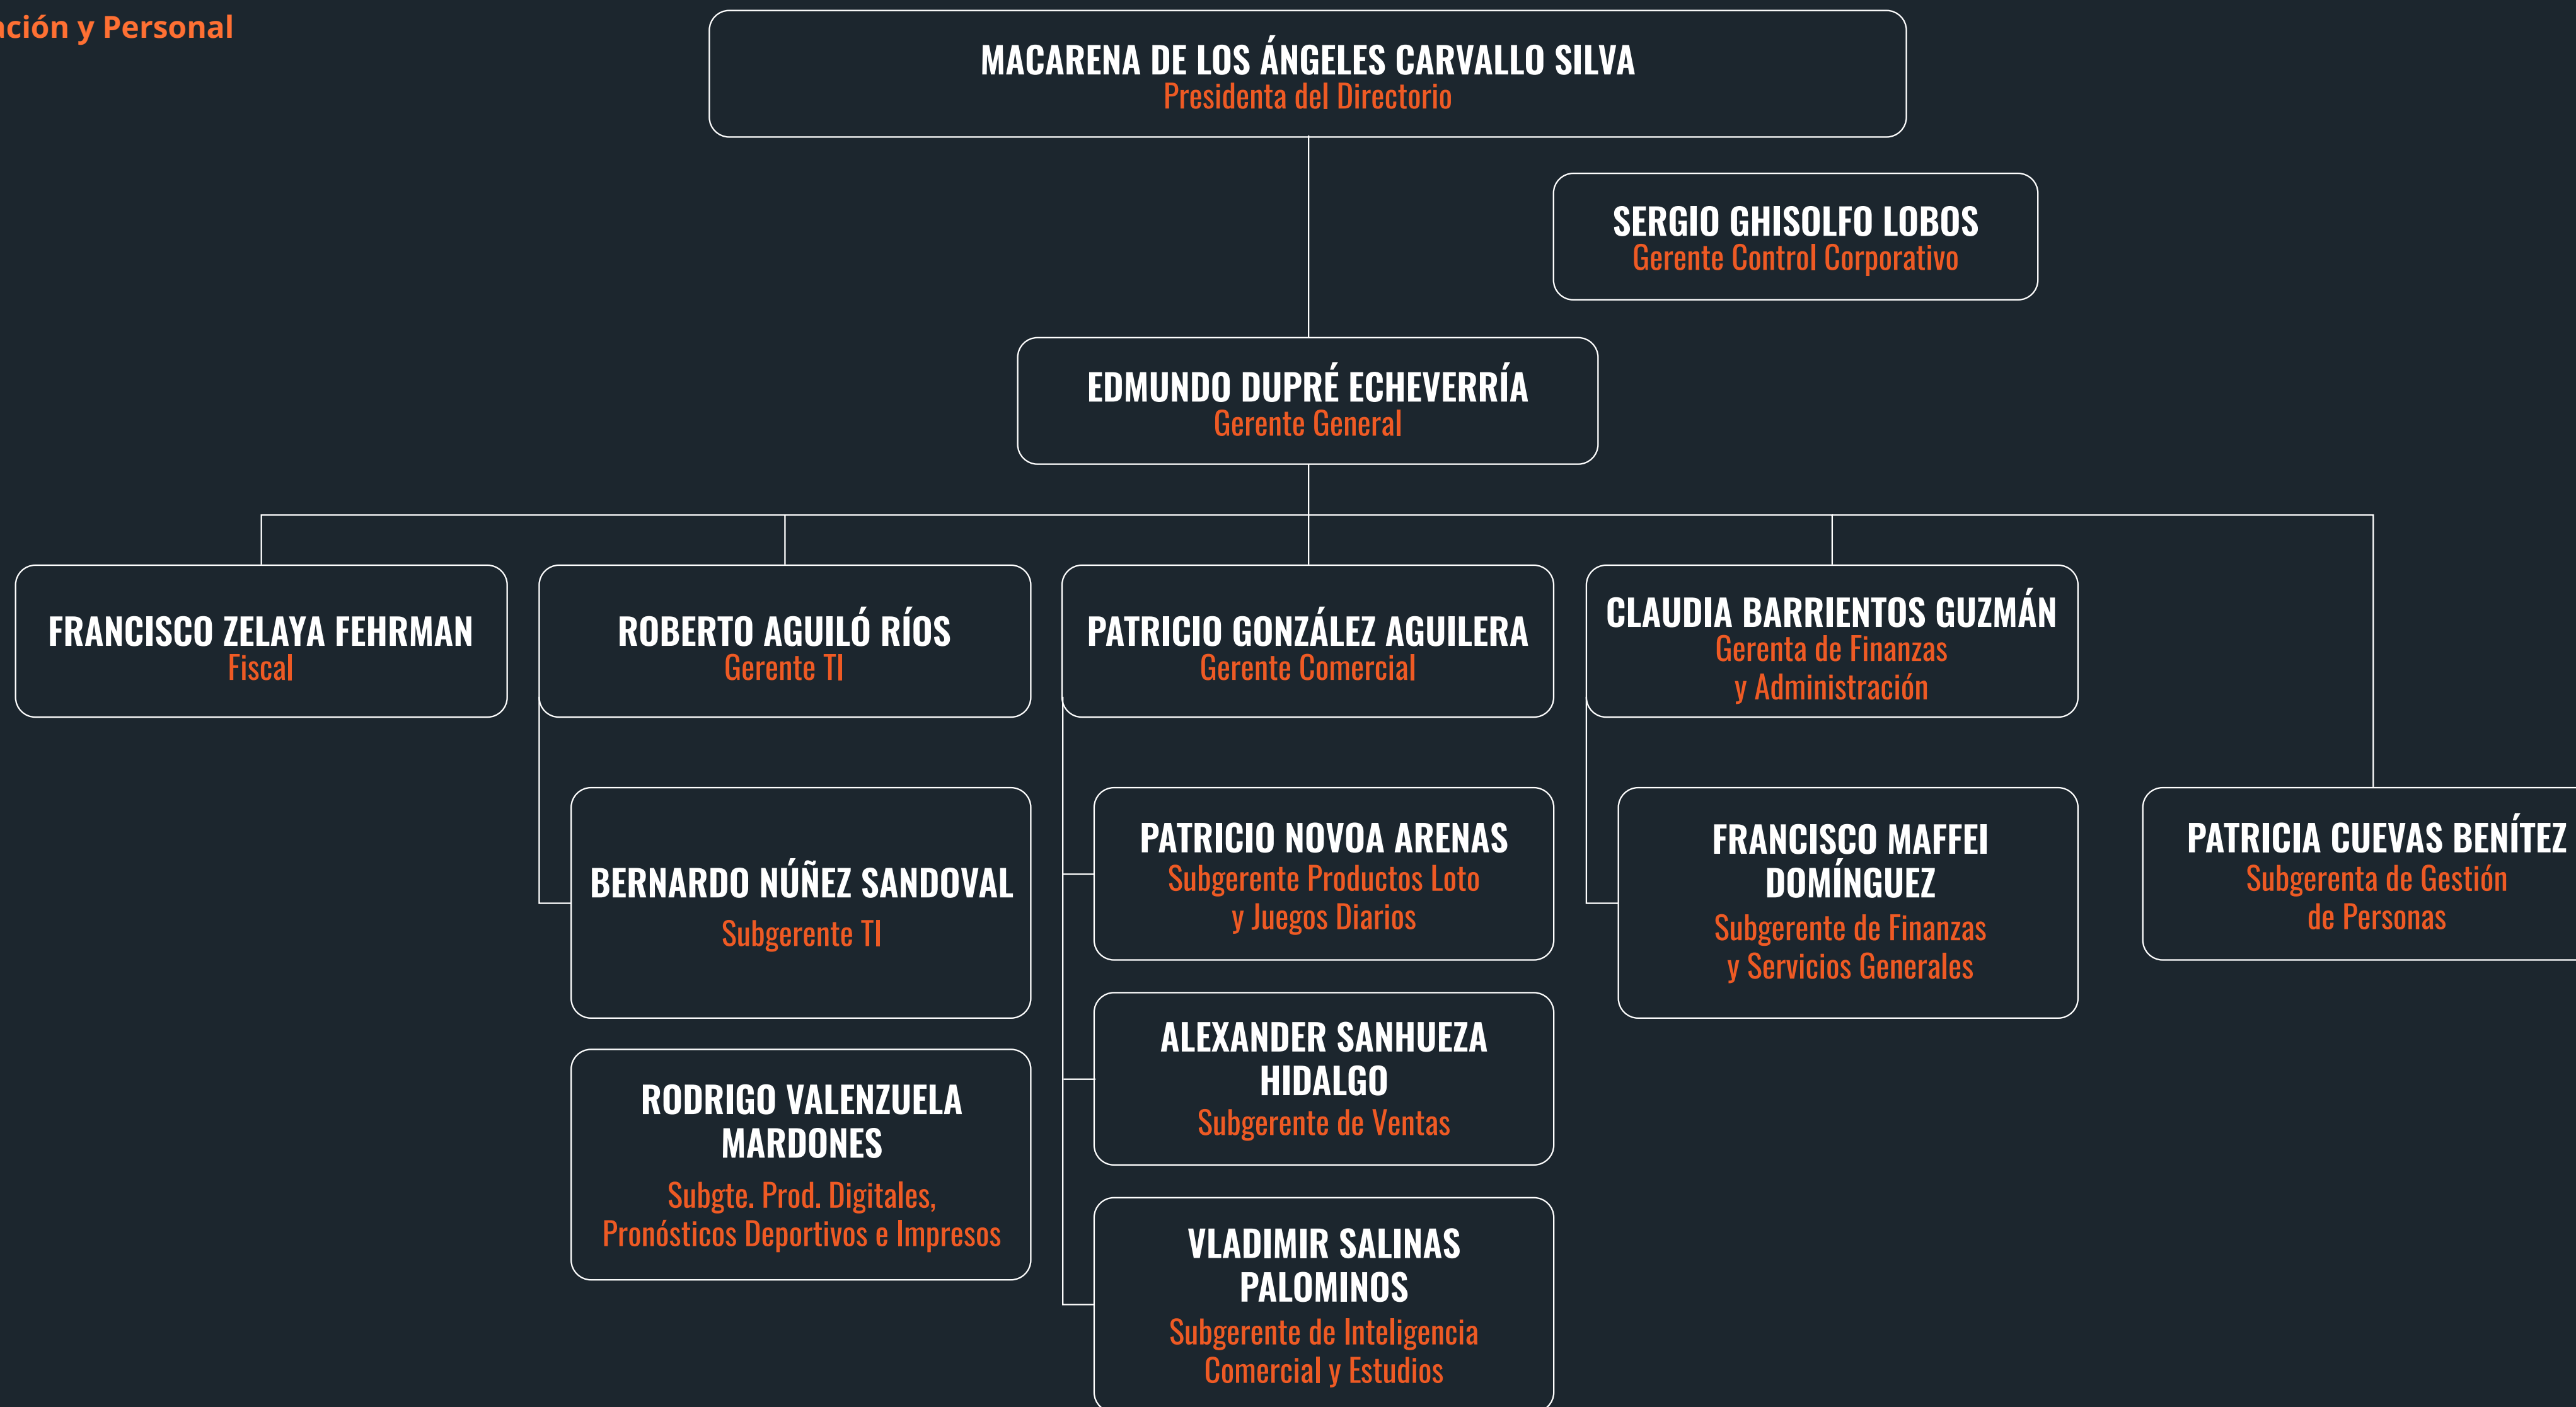 ación y Personal
MACARENA DE LOS ÁNGELES CARVALLO SILVA
Presidenta del Directorio
SERGIO GHISOLFO LOBOS
Gerente Control Corporativo
EDMUNDO DUPRÉ ECHEVERRÍA
Gerente General
FRANCISCO ZELAYA FEHRMAN
Fiscal
ROBERTO AGUILÓ RÍOS
Gerente TI
PATRICIO GONZÁLEZ AGUILERA
Gerente Comercial
CLAUDIA BARRIENTOS GUZMÁN
Gerenta de Finanzas
y Administración
BERNARDO NÚÑEZ SANDOVAL
Subgerente TI
PATRICIO NOVOA ARENAS
Subgerente Productos Loto
y Juegos Diarios
FRANCISCO MAFFEI
DOMÍNGUEZ
Subgerente de Finanzas
y Servicios Generales
PATRICIA CUEVAS BENÍTEZ
Subgerenta de Gestión
de Personas
RODRIGO VALENZUELA
MARDONES
Subgte. Prod. Digitales,
Pronósticos Deportivos e Impresos
ALEXANDER SANHUEZA
HIDALGO
Subgerente de Ventas
VLADIMIR SALINAS
PALOMINOS
Subgerente de Inteligencia
Comercial y Estudios